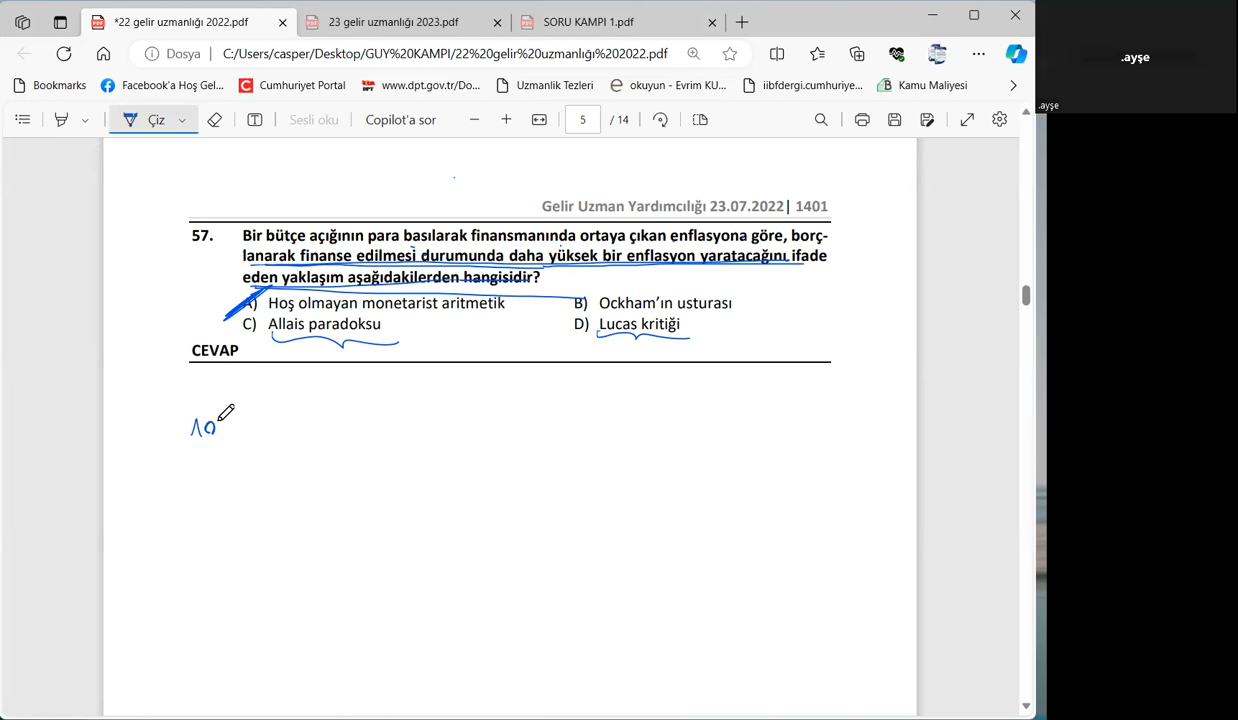 *22 gelir uzmanlığı 2022.pdf
23 gelir uzmanlığı 2023.pdf
SORU KAMPI 1.pdf
Dosya
C:/Users/casper/Desktop/GUY%20KAMPI/22%20gelir%20uzmanlığı%202022.pdf
Bookmarks
Facebook'a Hoş Gel...
Cumhuriyet Portal
www.dpt.gov.tr/Do...
Uzmanlik Tezleri
okuyun - Evrim KU...
iibfdergi.cumhuriye...
Kamu Maliyesi
Çiz
Sesli oku
Copilot'a sor
5 / 14
.ayşe
.ayşe
Gelir Uzman Yardımcılığı 23.07.2022| 1401
57. Bir bütçe açığının para basılarak finansmanında ortaya çıkan enflasyona göre, borç-
lanarak finanse edilmesi durumunda daha yüksek bir enflasyon yaratacağını ifade
eden yaklaşım aşağıdakilerden hangisidir?
A) Hoş olmayan monetarist aritmetik
B) Ockham'ın usturası
C) Allais paradoksu
D) Lucas kritiği
CEVAP
10